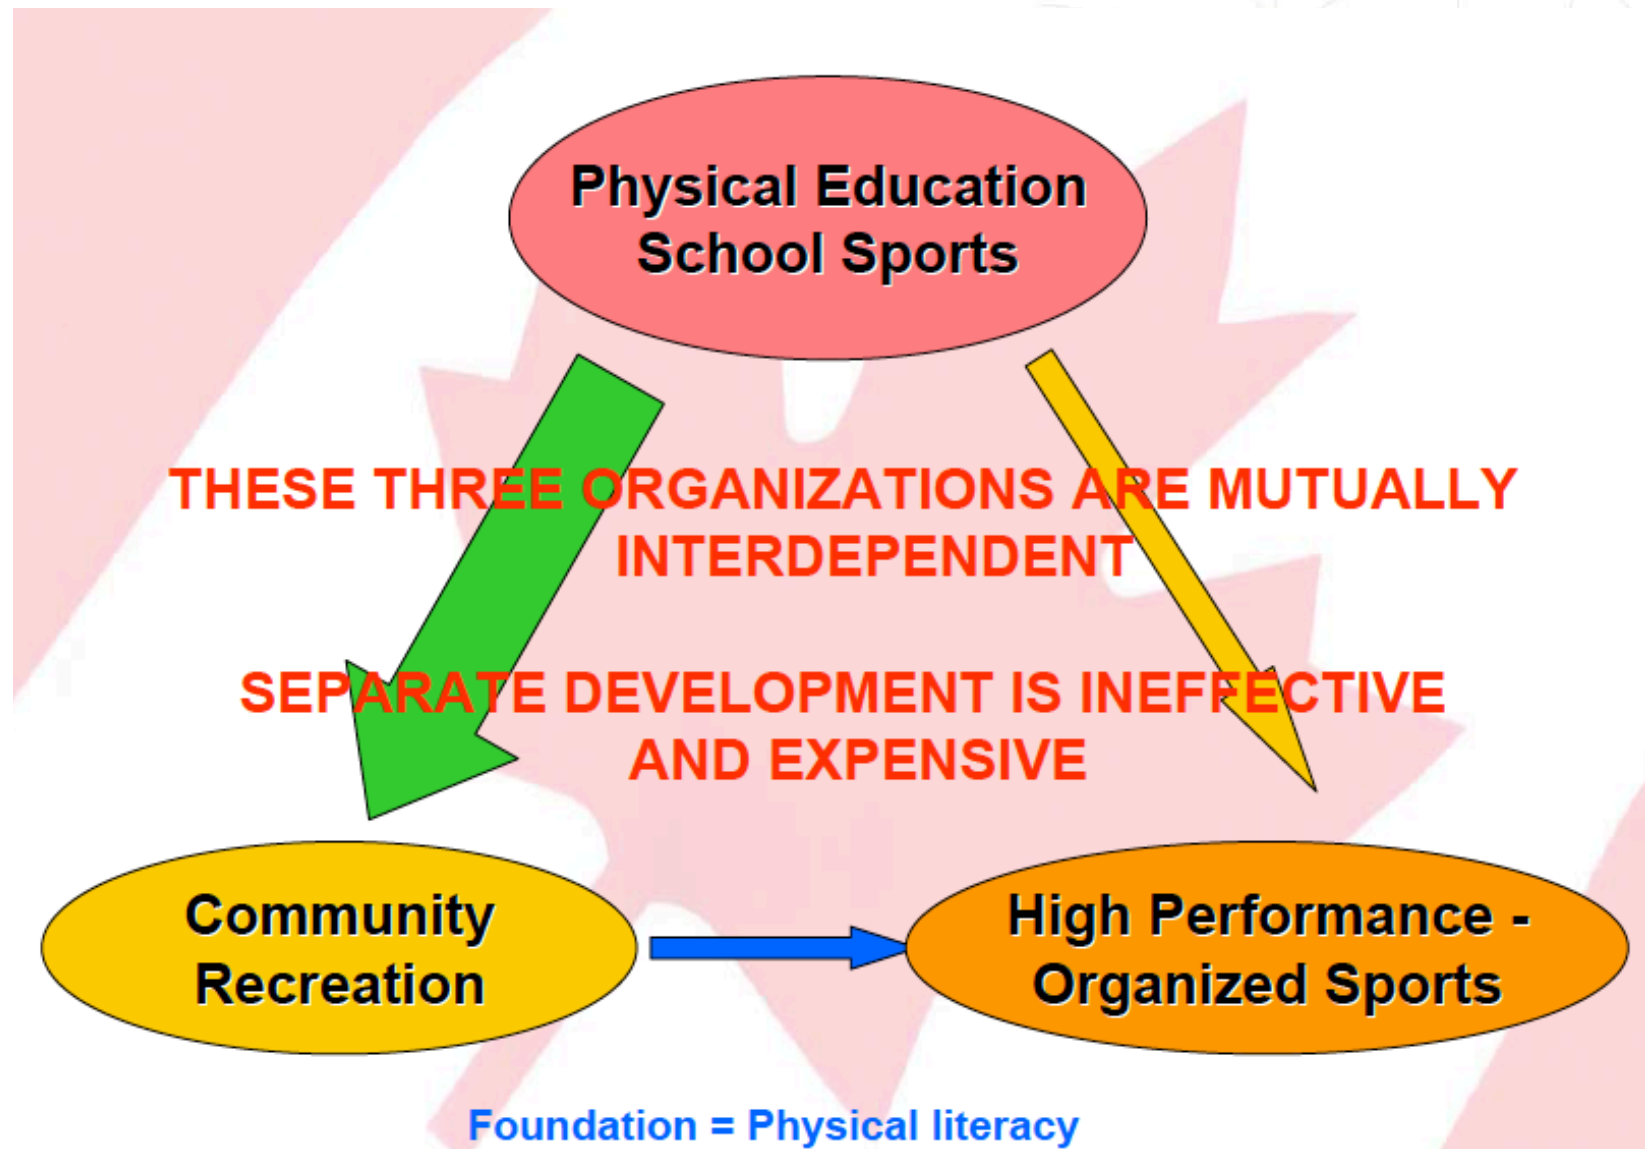 Physical Education
School Sports
THESE THREE ORGANIZATIONS ARE MUTUALLY
INTERDEPENDENT
SEPARATE DEVELOPMENT IS INEFFECTIVE
AND EXPENSIVE
Community
Recreation
High Performance -
Organized Sports
Foundation = Physical literacy